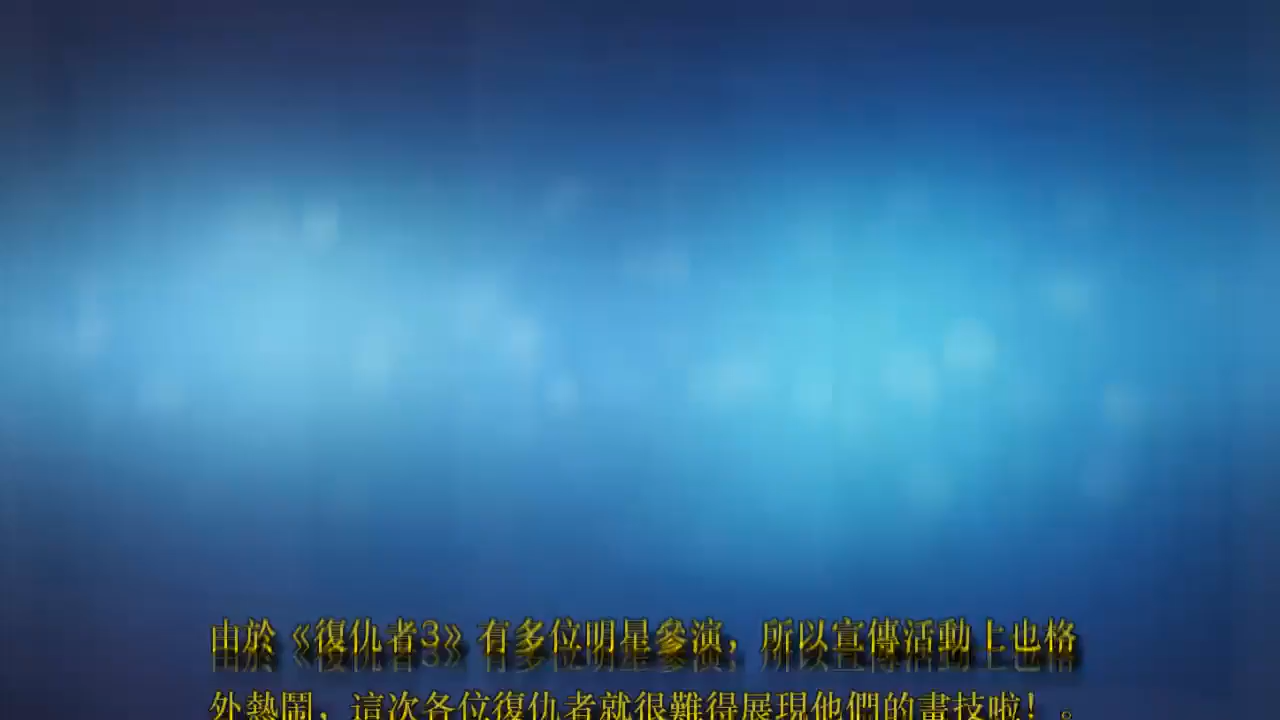 由於《復仇者3》有多位明星參演，所以宣傳活動上也格
外熱鬧，這次各位復仇者就很難得展現他們的畫技啦！。